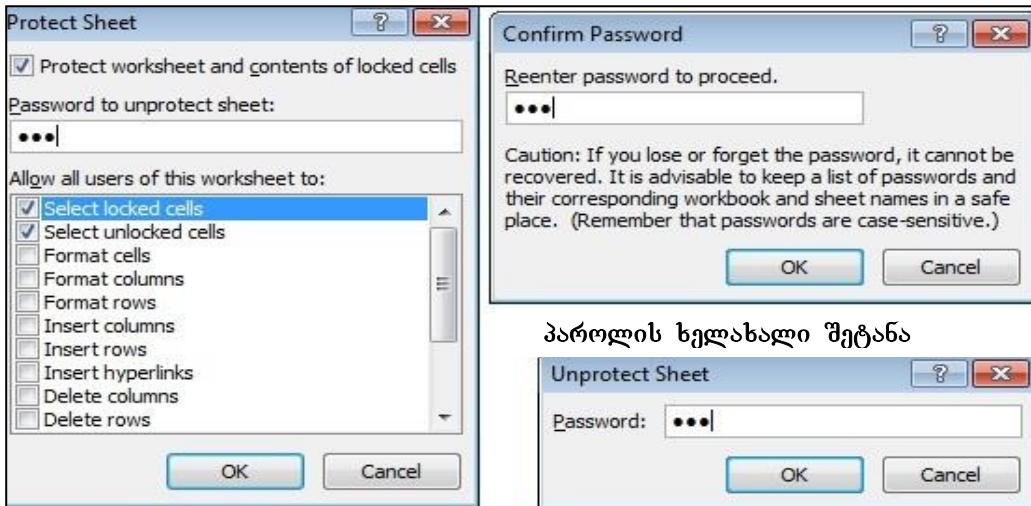 Protect Sheet
Protect worksheet and contents of locked cells
Password to unprotect sheet:
●●●
Allow all users of this worksheet to:
Select locked cells
Select unlocked cells
Format cells
Format columns
Format rows
Insert columns
Insert rows
Insert hyperlinks
Delete columns
Delete rows
OK Cancel
Confirm Password
Reenter password to proceed.
●●●
Caution: If you lose or forget the password, it cannot be
recovered. It is advisable to keep a list of passwords and
their corresponding workbook and sheet names in a safe
place. (Remember that passwords are case-sensitive.)
OK Cancel
პაროლის ხელახალი შეტანა
Unprotect Sheet
Password: ●●●
OK Cancel